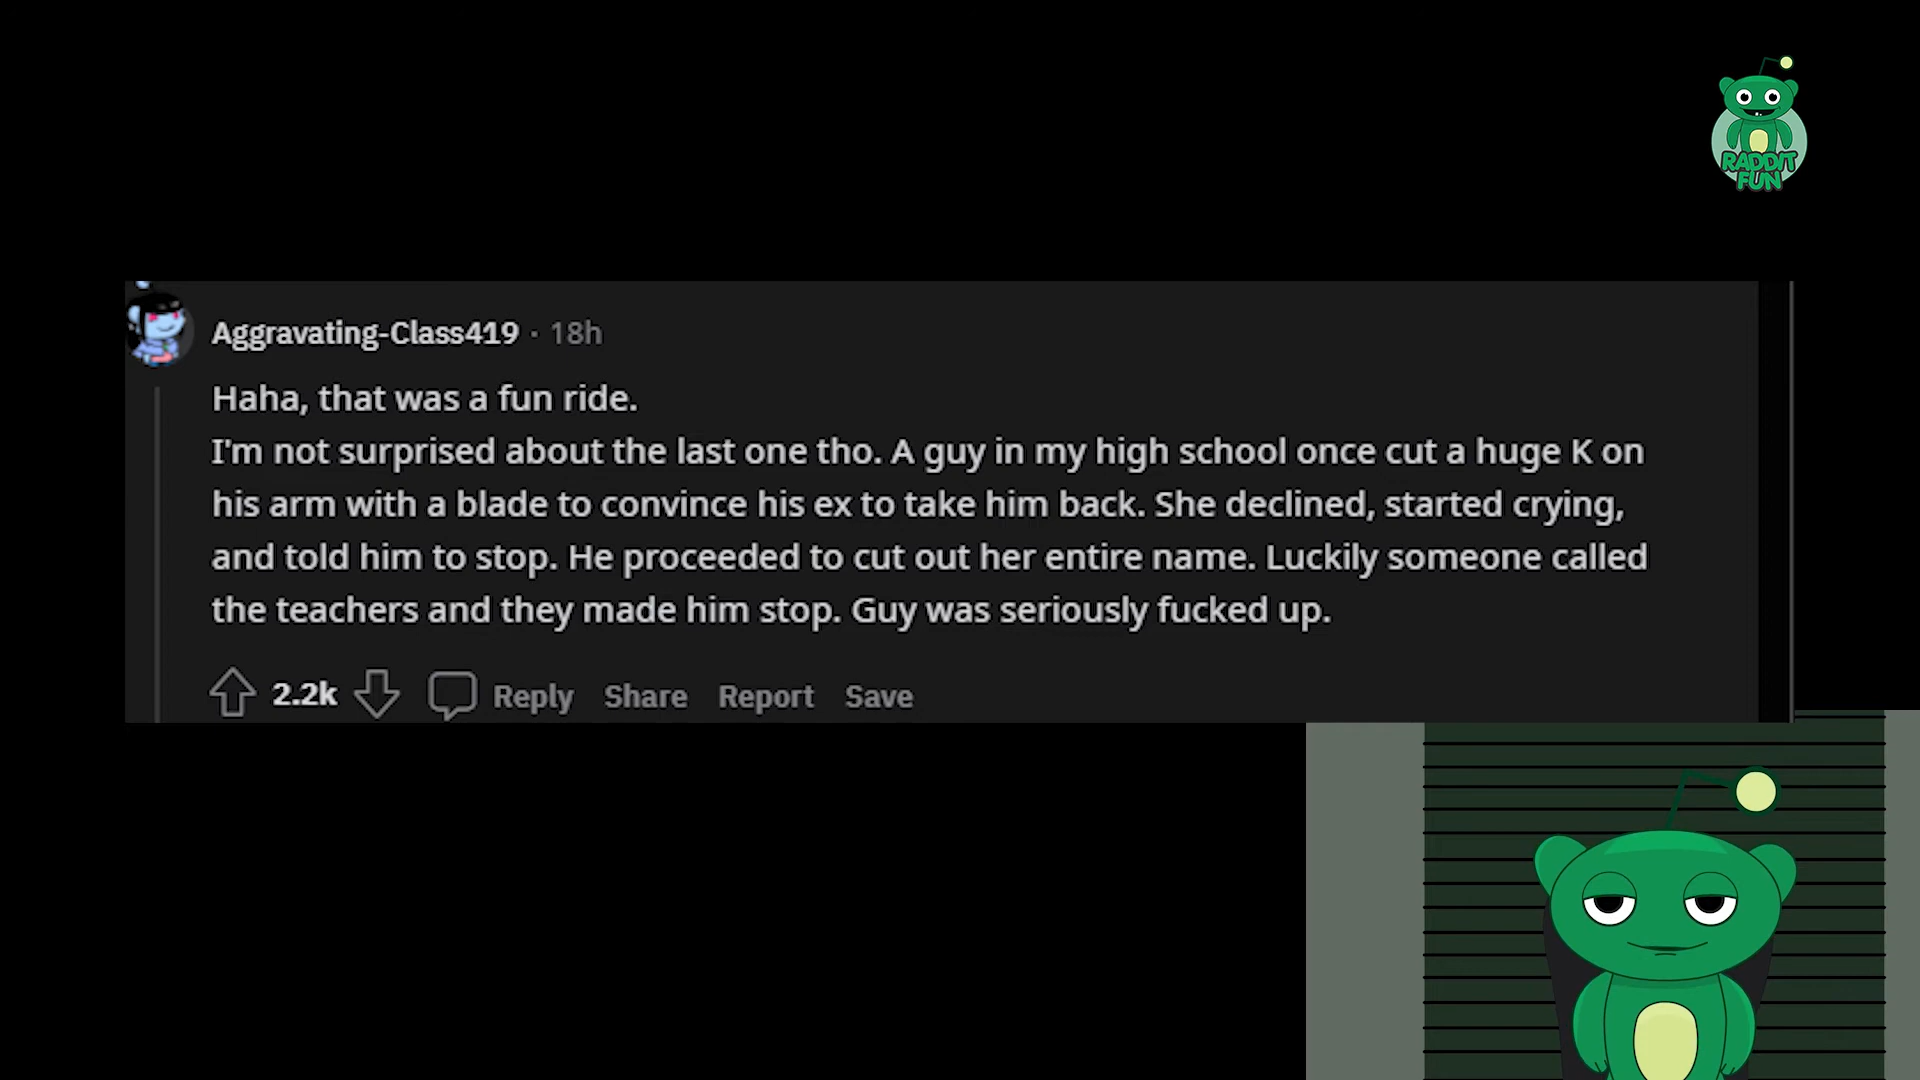 RADDIT
FUN
Aggravating-Class419 · 18h
Haha, that was a fun ride.
I'm not surprised about the last one tho. A guy in my high school once cut a huge K on
his arm with a blade to convince his ex to take him back. She declined, started crying,
and told him to stop. He proceeded to cut out her entire name. Luckily someone called
the teachers and they made him stop. Guy was seriously fucked up.
2.2k Reply Share Report Save